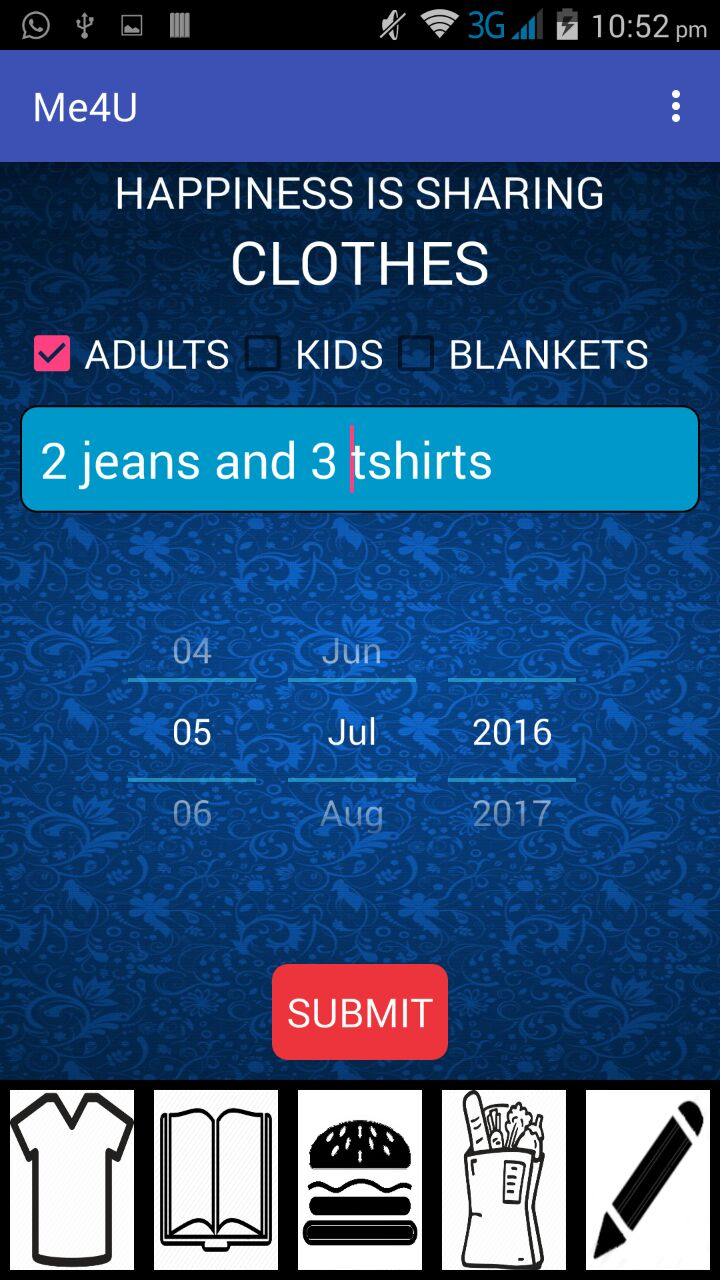 3G 10:52 pm
Me4U
HAPPINESS IS SHARING
CLOTHES
ADULTS KIDS BLANKETS
2 jeans and 3 tshirts
04 Jun
05 Jul 2016
06 Aug 2017
SUBMIT